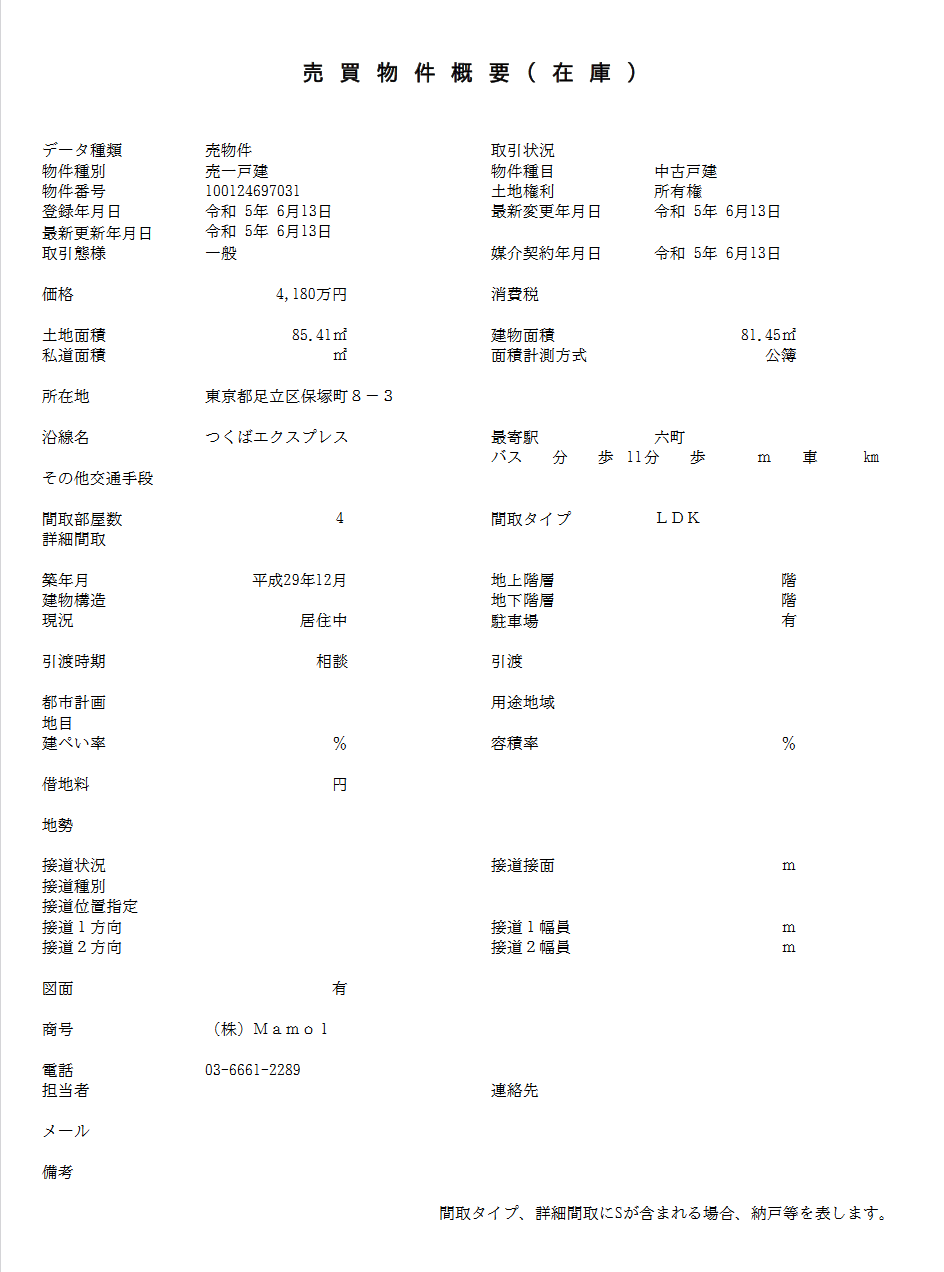 売買物件概要（在庫）
データ種類 売物件 取引状況
物件種別 売一戸建 物件種目 中古戸建
物件番号 100124697031 土地権利 所有権
登録年月日 令和 5年 6月13日 最新変更年月日 令和 5年 6月13日
最新更新年月日 令和 5年 6月13日
取引態様 一般 媒介契約年月日 令和 5年 6月13日
価格 4,180万円 消費税
土地面積 85.41㎡ 建物面積 81.45㎡
私道面積 ㎡ 面積計測方式 公簿
所在地 東京都足立区保塚町８－３
沿線名 つくばエクスプレス 最寄駅 六町
バス 分 歩 11分 歩 m 車 ㎞
その他交通手段
間取部屋数 4 間取タイプ ＬＤＫ
詳細間取
築年月 平成29年12月 地上階層 階
建物構造 地下階層 階
現況 居住中 駐車場 有
引渡時期 相談 引渡
都市計画 用途地域
地目
建ぺい率 ％ 容積率 ％
借地料 円
地勢
接道状況 接道接面 m
接道種別
接道位置指定
接道１方向 接道１幅員 m
接道２方向 接道２幅員 m
図面 有
商号 （株）Ｍａｍｏｌ
電話 03-6661-2289
担当者 連絡先
メール
備考
間取タイプ、詳細間取にSが含まれる場合、納戸等を表します。